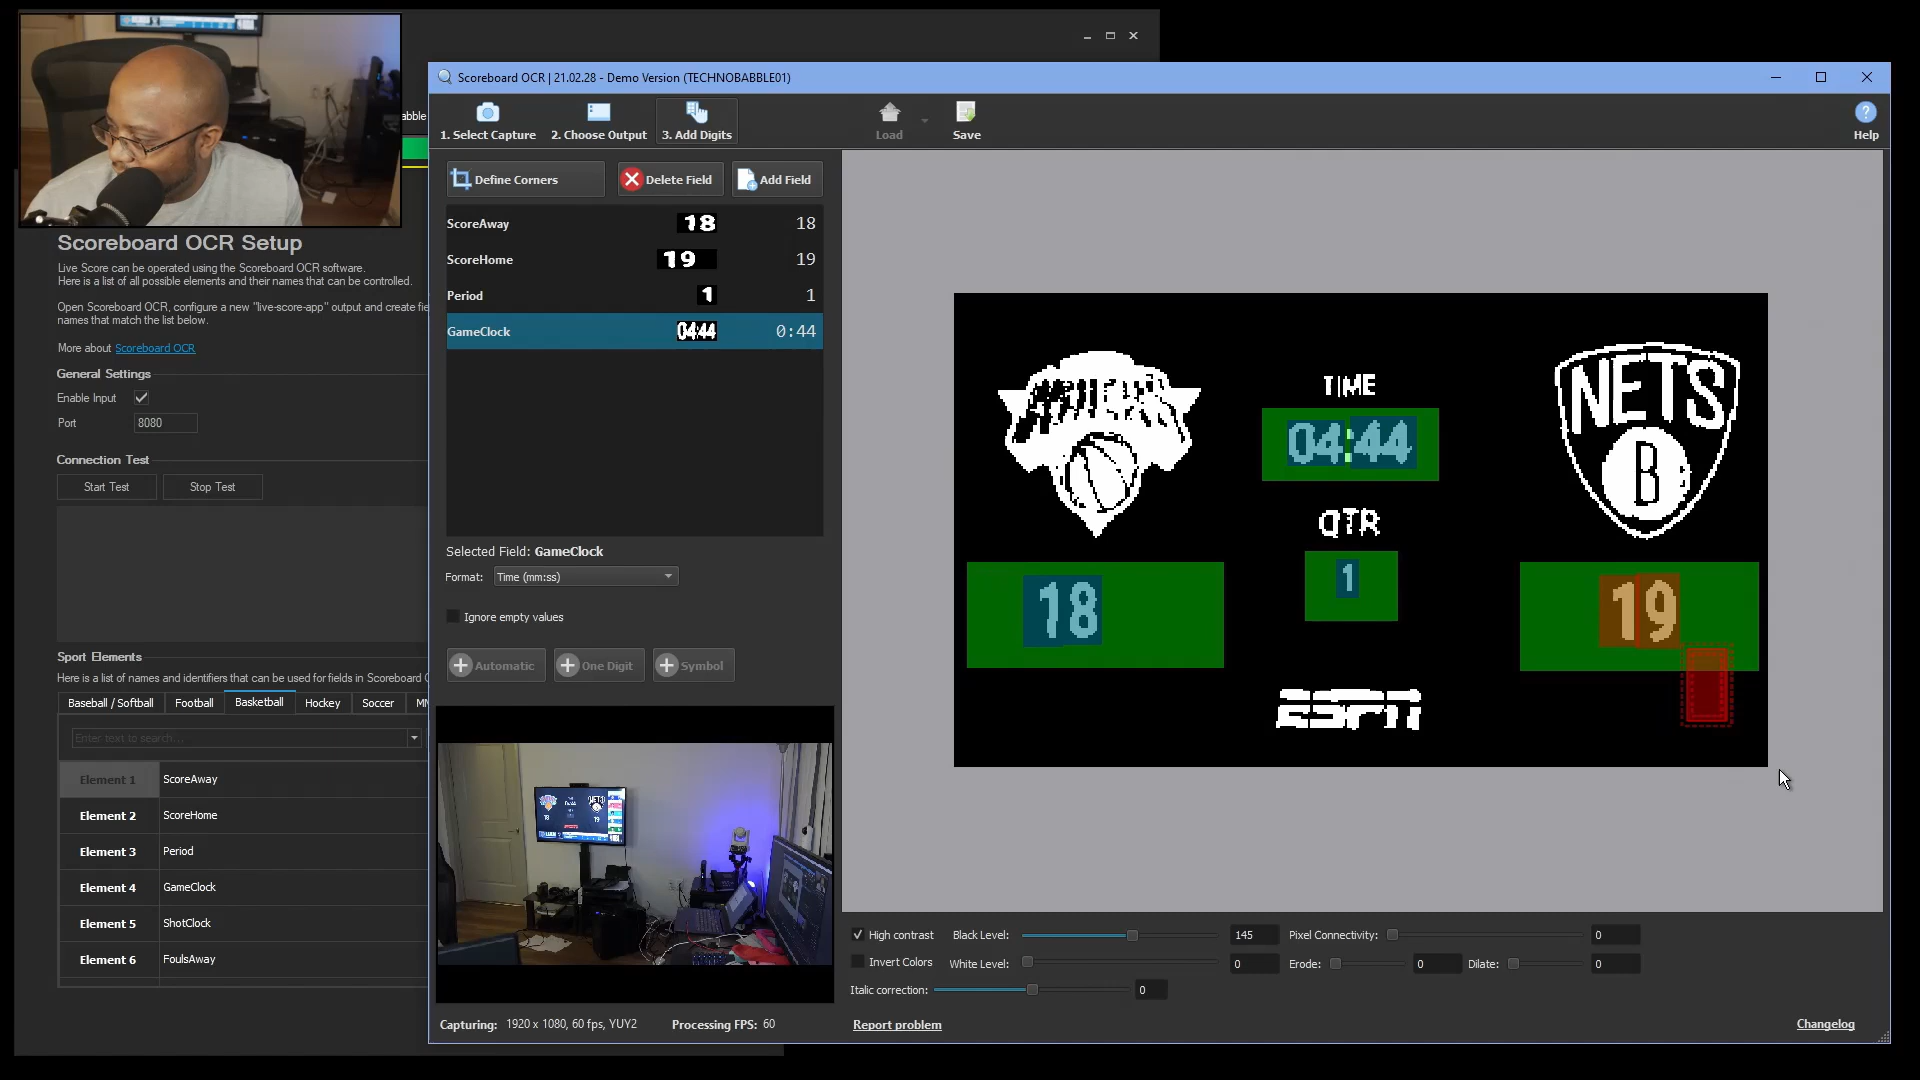 Scoreboard OCR | 21.02.28 - Demo Version (TECHNOBABBLE01)
abble
1. Select Capture
2. Choose Output
3. Add Digits
Load
Save
Help
Define Corners
Delete Field
Add Field
ScoreAway 18 18
ScoreHome 19 19
Period 1 1
GameClock 04:44 0:44
Selected Field: GameClock
Format: Time (mm:ss)
Ignore empty values
Automatic
One Digit
Symbol
Scoreboard OCR Setup
Live Score can be operated using the Scoreboard OCR software.
Here is a list of all possible elements and their names that can be controlled.
Open Scoreboard OCR, configure a new "live-score-app" output and create fie
names that match the list below.
More about Scoreboard OCR
General Settings
Enable Input
Port 8080
Connection Test
Start Test
Stop Test
Sport Elements
Here is a list of names and identifiers that can be used for fields in Scoreboard O
Baseball / Softball
Football
Basketball
Hockey
Soccer
MM
Enter text to search...
Element 1 ScoreAway
Element 2 ScoreHome
Element 3 Period
Element 4 GameClock
Element 5 ShotClock
Element 6 FoulsAway
TIME
04:44
QTR
1
NETS
B
18
19
ESPN
High contrast
Black Level: 145
Pixel Connectivity: 0
Invert Colors
White Level: 0
Erode: 0
Dilate: 0
Italic correction: 0
Capturing: 1920 x 1080, 60 fps, YUY2
Processing FPS: 60
Report problem
Changelog